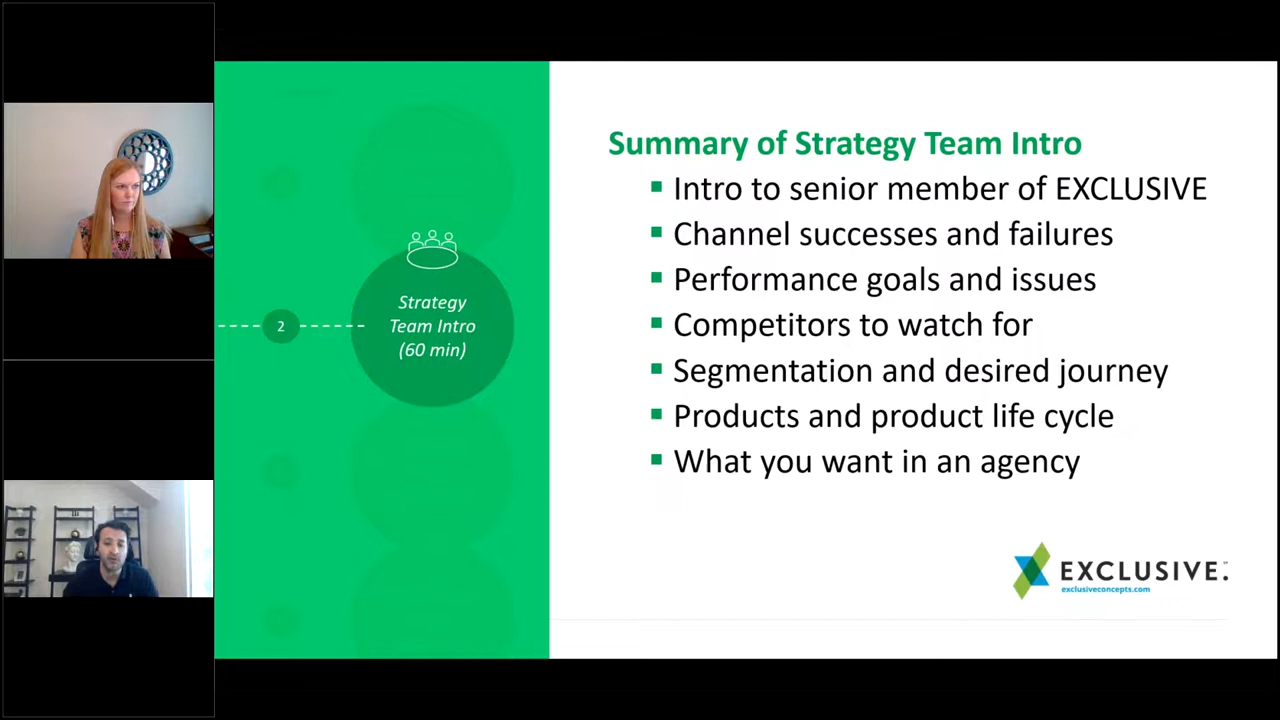 2
Strategy
Team Intro
(60 min)
Summary of Strategy Team Intro
Intro to senior member of EXCLUSIVE
Channel successes and failures
Performance goals and issues
Competitors to watch for
Segmentation and desired journey
Products and product life cycle
What you want in an agency
EXCLUSIVE.
exclusiveconcepts.com